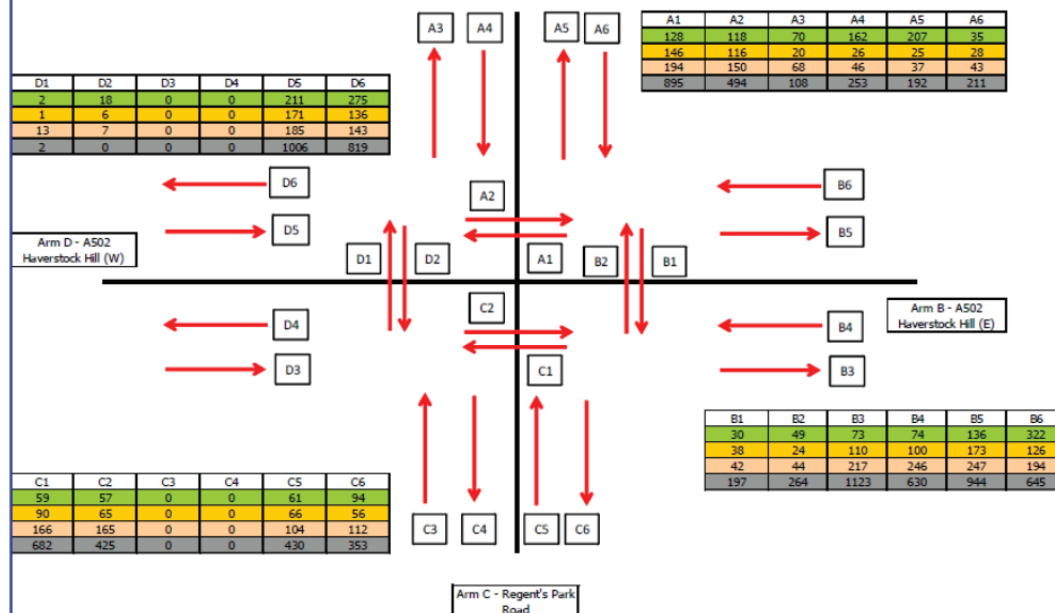 A3 A4 A5 A6
A1 A2 A3 A4 A5 A6
128 118 70 162 207 35
146 116 20 26 25 28
194 150 68 46 37 43
895 494 108 253 192 211
D1 D2 D3 D4 D5 D6
2 18 0 0 211 275
1 6 0 0 171 136
13 7 0 0 185 143
2 0 0 0 1006 819
D6 A2 B6
D5 B5
Arm D - A502
Haverstock Hill (W)
D1 D2 A1 B2 B1
C2
Arm B - A502
Haverstock Hill (E)
D4 B4
D3 C1 B3
B1 B2 B3 B4 B5 B6
30 49 73 74 136 322
38 24 110 100 173 126
42 44 217 246 247 194
197 264 1123 630 944 645
C1 C2 C3 C4 C5 C6
59 57 0 0 61 94
90 65 0 0 66 56
166 165 0 0 104 112
682 425 0 0 430 353
C3 C4 C5 C6
Arm C - Regent's Park
Road